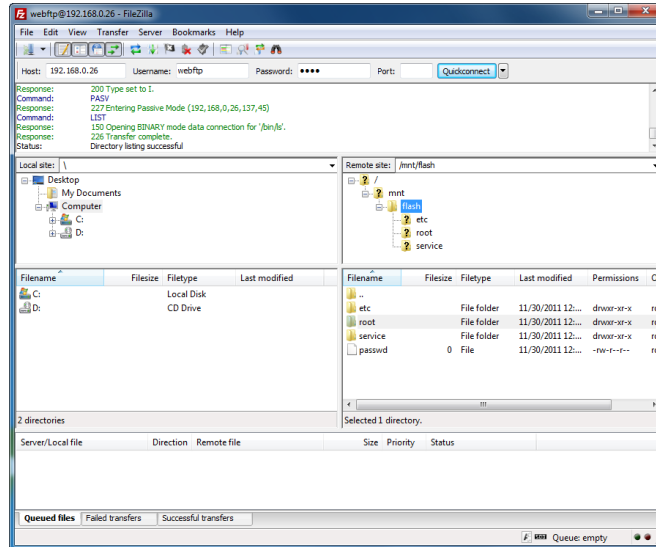 webftp@192.168.0.26 - FileZilla
File Edit View Transfer Server Bookmarks Help
Host: 192.168.0.26 Username: webftp Password: •••• Port: Quickconnect
Response: 200 Type set to I.
Command: PASV
Response: 227 Entering Passive Mode (192,168,0,26,137,45)
Command: LIST
Response: 150 Opening BINARY mode data connection for '/bin/ls'.
Response: 226 Transfer complete.
Status: Directory listing successful
Local site: \
Desktop
My Documents
Computer
C:
D:
Remote site: /mnt/flash
/
mnt
flash
etc
root
service
Filename Filesize Filetype Last modified
C: Local Disk
D: CD Drive
2 directories
Filename Filesize Filetype Last modified Permissions
..
etc File folder 11/30/2011 12:... drwxr-xr-x
root File folder 11/30/2011 12:... drwxr-xr-x
service File folder 11/30/2011 12:... drwxr-xr-x
passwd 0 File 11/30/2011 12:... -rw-r--r--
Selected 1 directory.
Server/Local file Direction Remote file Size Priority Status
Queued files Failed transfers Successful transfers
Queue: empty